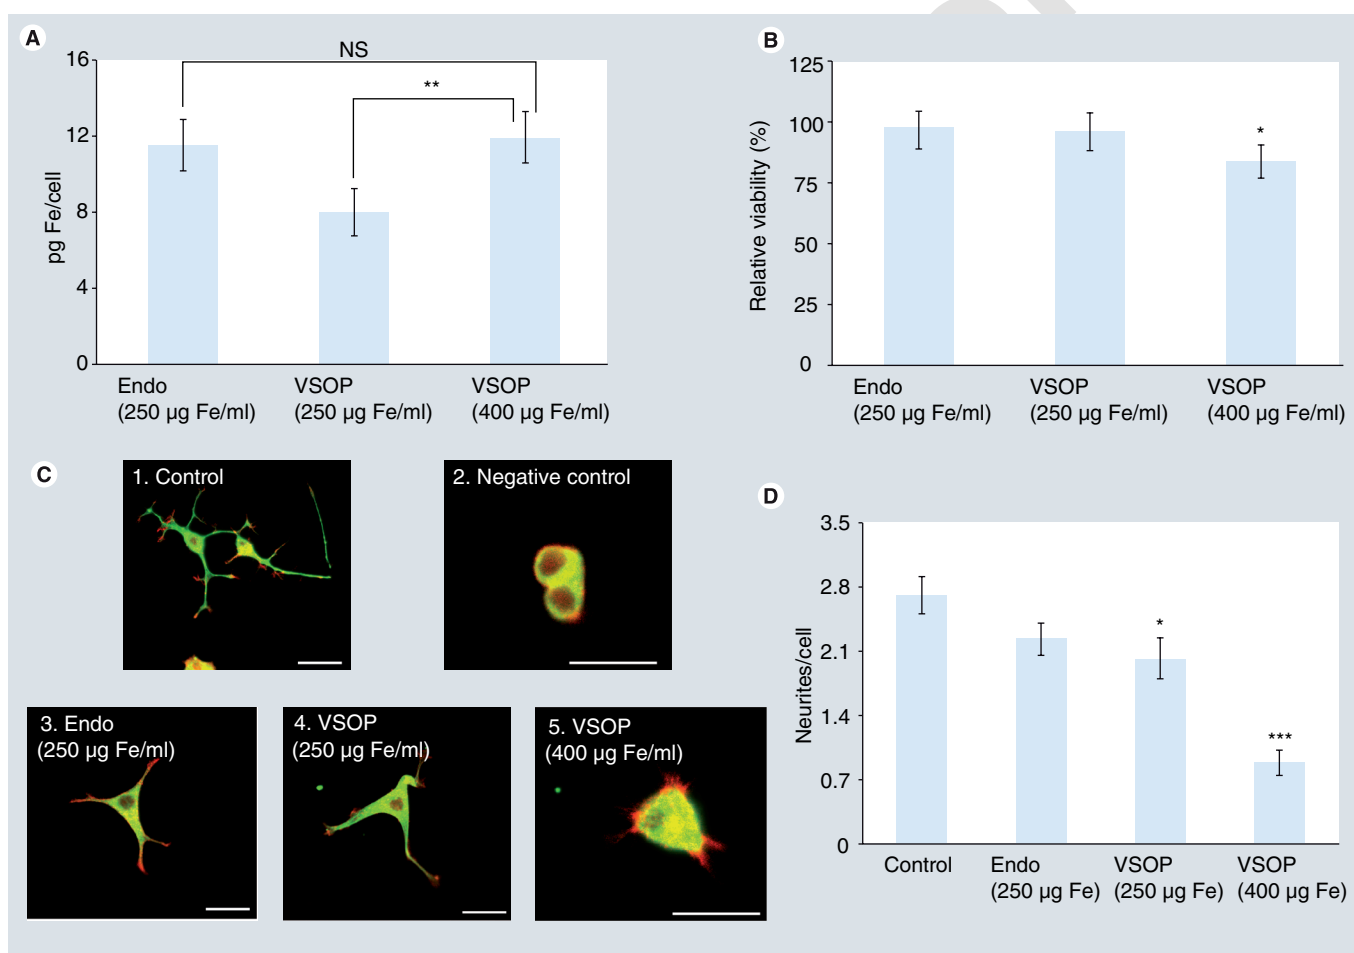 A
NS
**
16
12
8
4
0
pg Fe/cell
Endo
(250 µg Fe/ml)
VSOP
(250 µg Fe/ml)
VSOP
(400 µg Fe/ml)
B
125
100
75
50
25
0
Relative viability (%)
*
Endo
(250 µg Fe/ml)
VSOP
(250 µg Fe/ml)
VSOP
(400 µg Fe/ml)
C
1. Control
2. Negative control
3. Endo
(250 µg Fe/ml)
4. VSOP
(250 µg Fe/ml)
5. VSOP
(400 µg Fe/ml)
D
3.5
2.8
2.1
1.4
0.7
0
Neurites/cell
*
***
Control
Endo
(250 µg Fe)
VSOP
(250 µg Fe)
VSOP
(400 µg Fe)